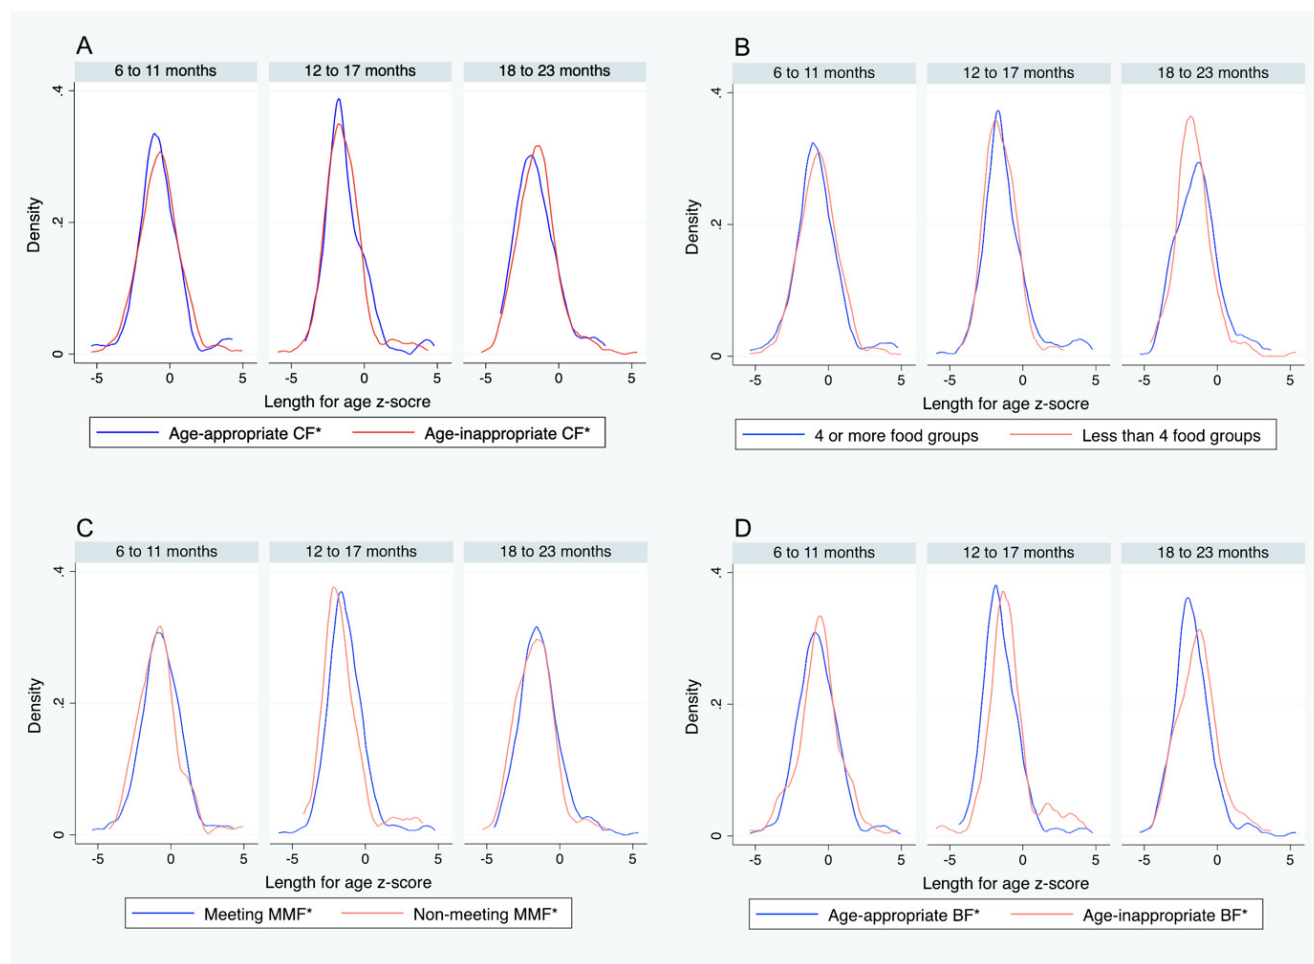 A
6 to 11 months 12 to 17 months 18 to 23 months
.4
.2
0
Density
-5 0 5 -5 0 5 -5 0 5
Length for age z-socre
Age-appropriate CF* Age-inappropriate CF*
B
6 to 11 months 12 to 17 months 18 to 23 months
.4
.2
0
Density
-5 0 5 -5 0 5 -5 0 5
Length for age z-score
4 or more food groups Less than 4 food groups
C
6 to 11 months 12 to 17 months 18 to 23 months
.4
.2
0
Density
-5 0 5 -5 0 5 -5 0 5
Length for age z-score
Meeting MMF* Non-meeting MMF*
D
6 to 11 months 12 to 17 months 18 to 23 months
.4
.2
0
Density
-5 0 5 -5 0 5 -5 0 5
Length for age z-score
Age-appropriate BF* Age-inappropriate BF*